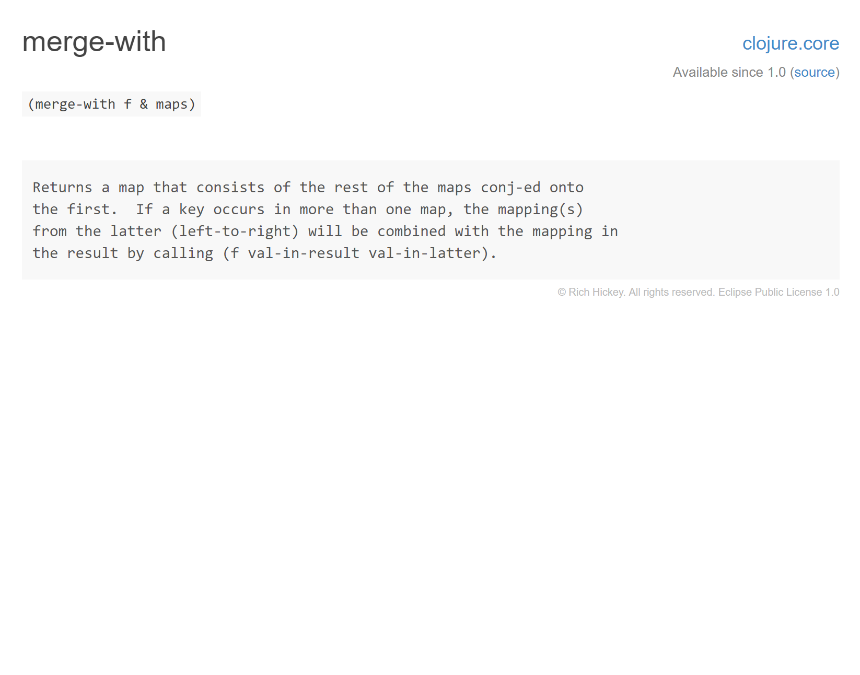 merge-with
clojure.core
Available since 1.0 (source)
(merge-with f & maps)
Returns a map that consists of the rest of the maps conj-ed onto
the first.  If a key occurs in more than one map, the mapping(s)
from the latter (left-to-right) will be combined with the mapping in
the result by calling (f val-in-result val-in-latter).
© Rich Hickey. All rights reserved. Eclipse Public License 1.0